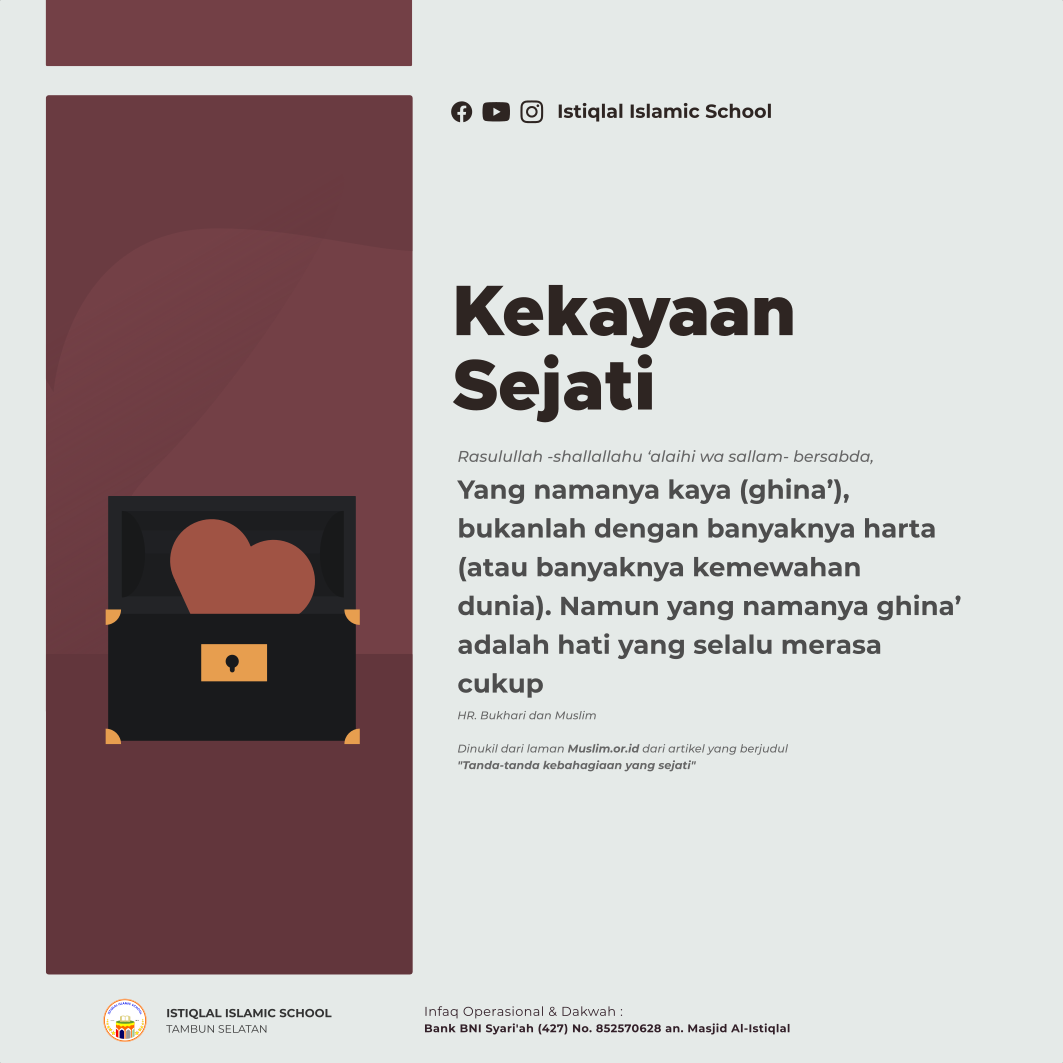 Istiqlal Islamic School
Kekayaan
Sejati
Rasulullah -shallallahu ‘alaihi wa sallam- bersabda,
Yang namanya kaya (ghina’),
bukanlah dengan banyaknya harta
(atau banyaknya kemewahan
dunia). Namun yang namanya ghina’
adalah hati yang selalu merasa
cukup
HR. Bukhari dan Muslim
Dinukil dari laman Muslim.or.id dari artikel yang berjudul
"Tanda-tanda kebahagiaan yang sejati"
ISTIQLAL ISLAMIC SCHOOL
TAMBUN SELATAN
Infaq Operasional & Dakwah :
Bank BNI Syari'ah (427) No. 852570628 an. Masjid Al-Istiqlal